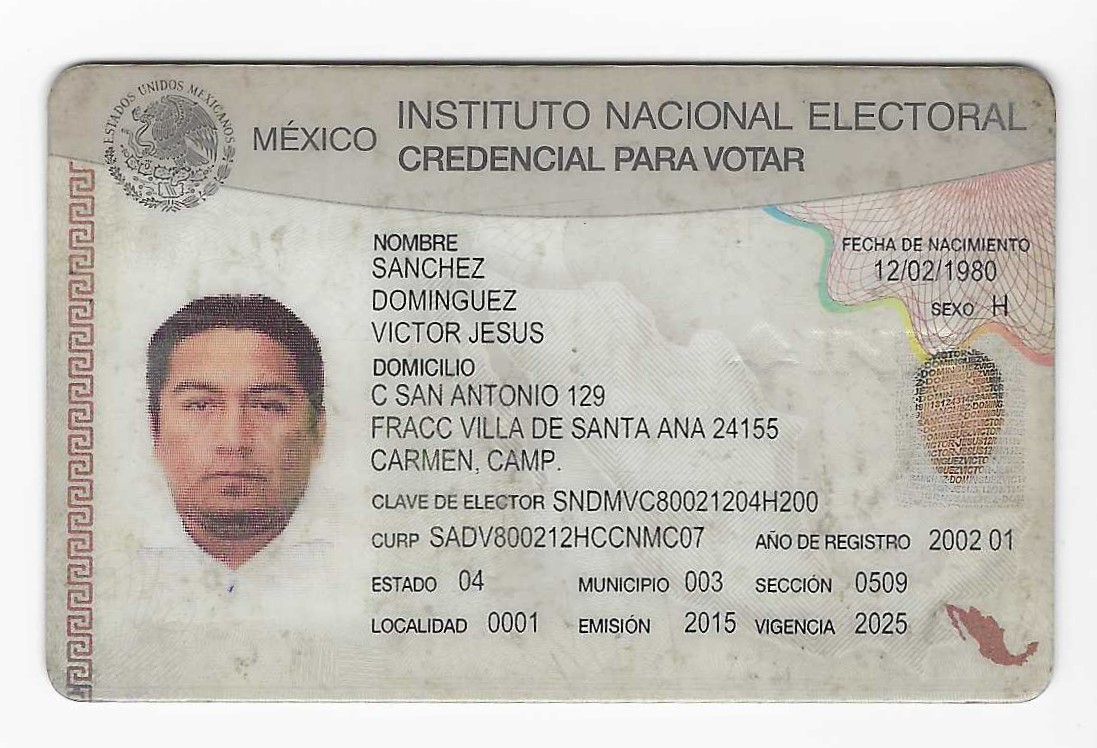 ESTADOS UNIDOS MEXICANOS
MÉXICO
INSTITUTO NACIONAL ELECTORAL
CREDENCIAL PARA VOTAR
NOMBRE
SANCHEZ
DOMINGUEZ
VICTOR JESUS
FECHA DE NACIMIENTO
12/02/1980
SEXO H
DOMICILIO
C SAN ANTONIO 129
FRACC VILLA DE SANTA ANA 24155
CARMEN, CAMP.
CLAVE DE ELECTOR SNDMVC80021204H200
CURP SADV800212HCCNMC07 AÑO DE REGISTRO 2002 01
ESTADO 04 MUNICIPIO 003 SECCIÓN 0509
LOCALIDAD 0001 EMISIÓN 2015 VIGENCIA 2025